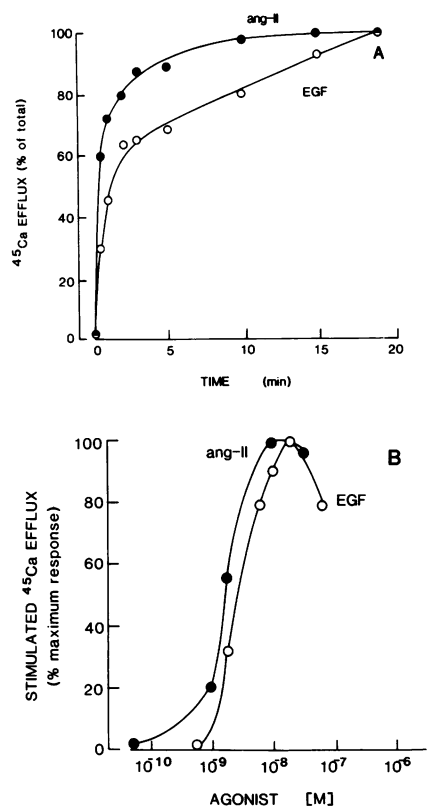 ang-II
100
A
80
EGF
60
40
20
0
⁴⁵Ca EFFLUX (% of total)
0 5 10 15 20
TIME (min)
100
ang-II
B
80
EGF
60
40
20
0
STIMULATED ⁴⁵Ca EFFLUX
(% maximum response)
10⁻¹⁰ 10⁻⁹ 10⁻⁸ 10⁻⁷ 10⁻⁶
AGONIST [M]